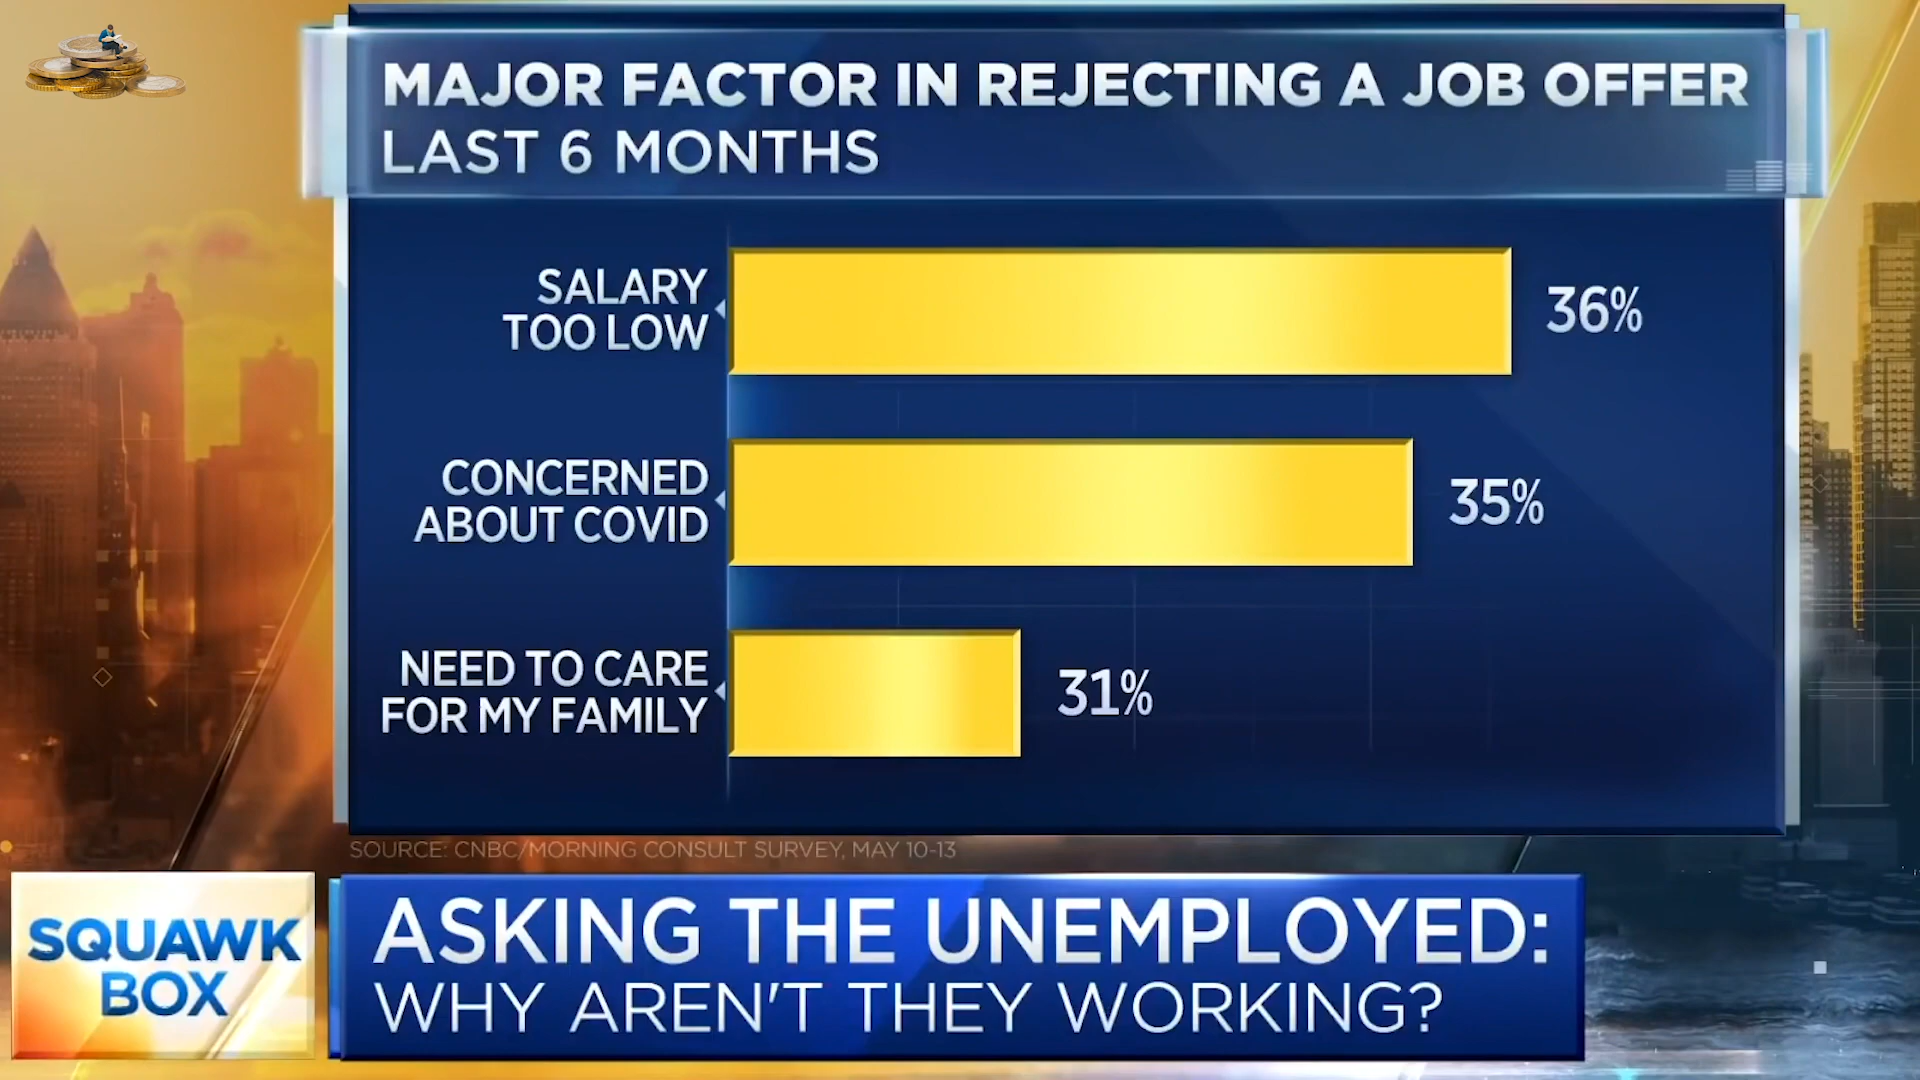 MAJOR FACTOR IN REJECTING A JOB OFFER
LAST 6 MONTHS
SALARY
TOO LOW
36%
CONCERNED
ABOUT COVID
35%
NEED TO CARE
FOR MY FAMILY
31%
SOURCE: CNBC/MORNING CONSULT SURVEY, MAY 10-13
SQUAWK
BOX
ASKING THE UNEMPLOYED:
WHY AREN'T THEY WORKING?